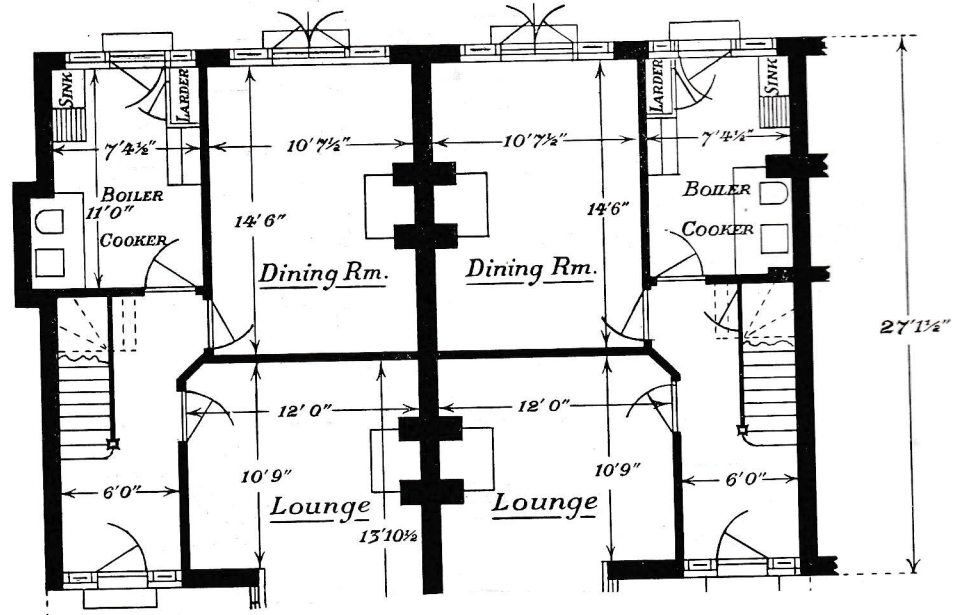 SINK
LARDER
LARDER
SINK
7'4½"
10'7½"
10'7½"
7'4½"
BOILER
11'0"
COOKER
14'6"
14'6"
BOILER
COOKER
Dining Rm.
Dining Rm.
27'1½"
12'0"
12'0"
10'9"
10'9"
6'0"
6'0"
Lounge
Lounge
13'10½